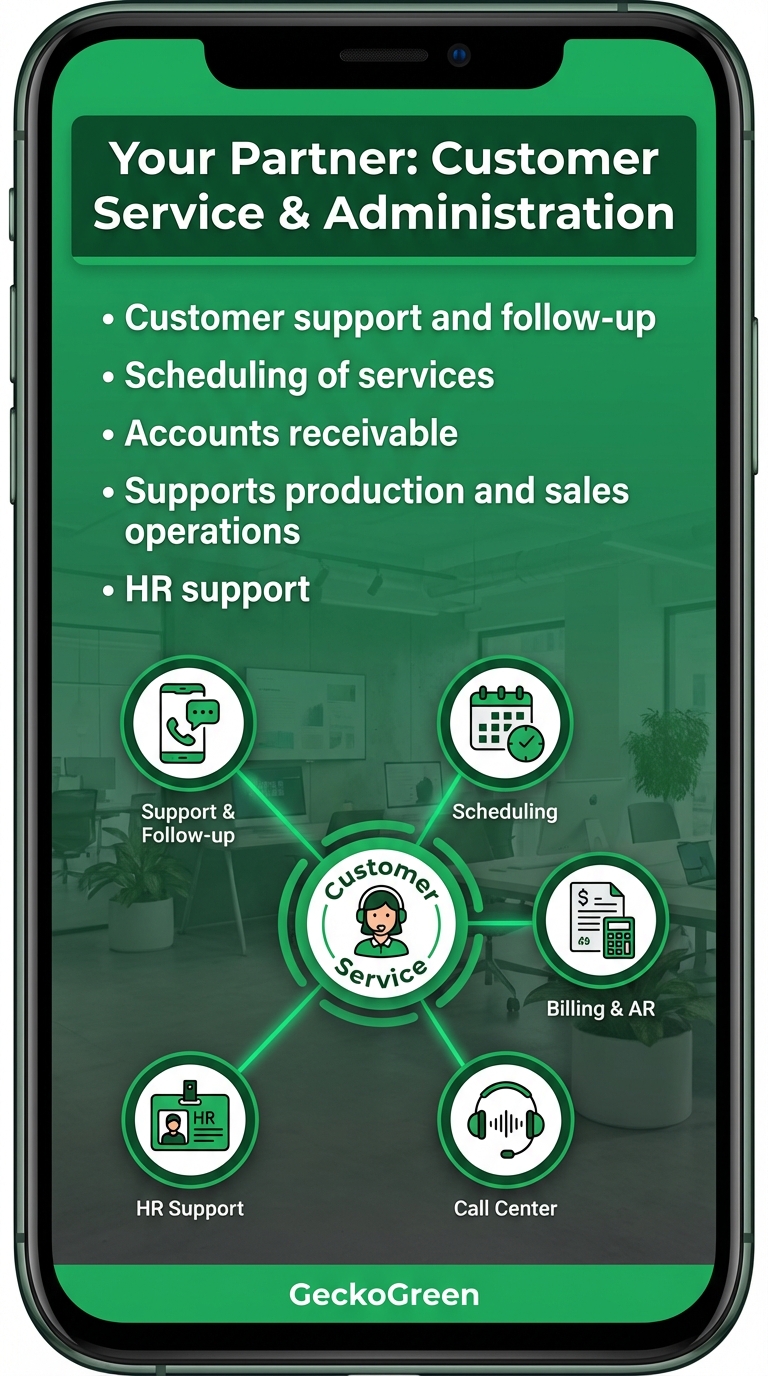 Your Partner: Customer
Service & Administration
• Customer support and follow-up
• Scheduling of services
• Accounts receivable
• Supports production and sales
operations
• HR support
Support &
Follow-up
Scheduling
Customer
Service
$
Billing & AR
HR
HR Support
Call Center
GeckoGreen